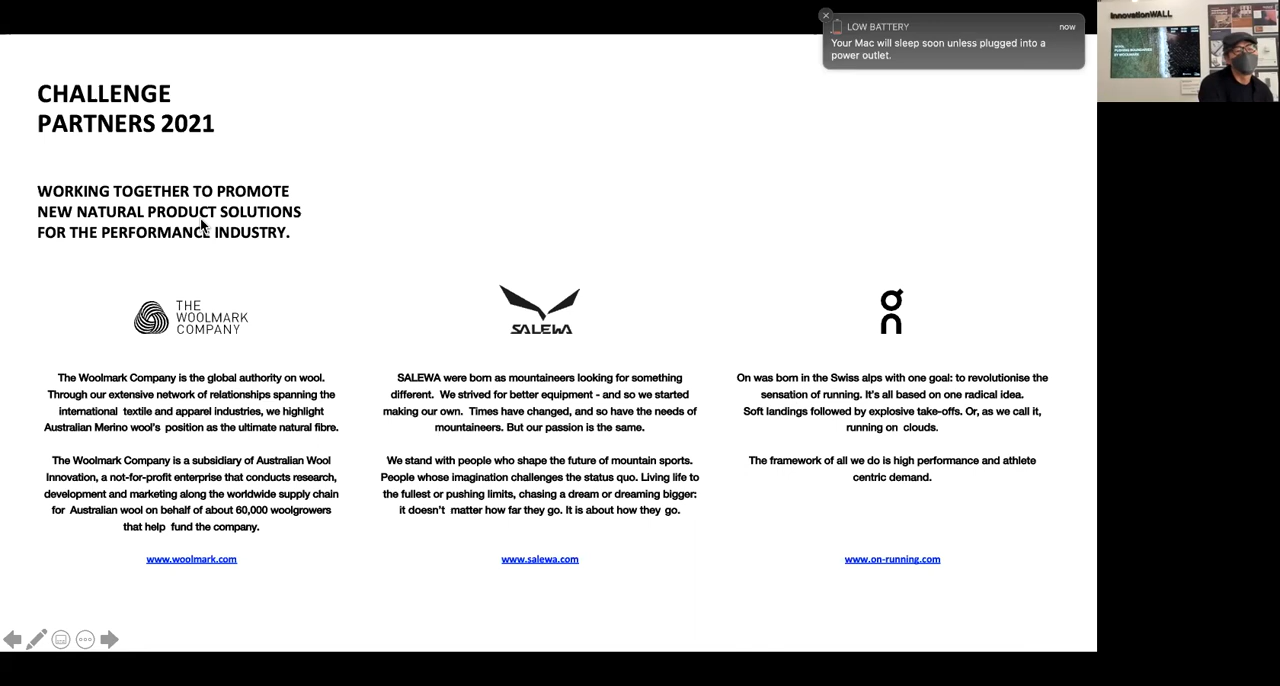 LOW BATTERY
now
Your Mac will sleep soon unless plugged into a
power outlet.
InnovationWALL
CHALLENGE
PARTNERS 2021
WORKING TOGETHER TO PROMOTE
NEW NATURAL PRODUCT SOLUTIONS
FOR THE PERFORMANCE INDUSTRY.
THE
WOOLMARK
COMPANY
The Woolmark Company is the global authority on wool.
Through our extensive network of relationships spanning the
international textile and apparel industries, we highlight
Australian Merino wool's position as the ultimate natural fibre.
The Woolmark Company is a subsidiary of Australian Wool
Innovation, a not-for-profit enterprise that conducts research,
development and marketing along the worldwide supply chain
for Australian wool on behalf of about 60,000 woolgrowers
that help fund the company.
www.woolmark.com
SALEWA
SALEWA were born as mountaineers looking for something
different. We strived for better equipment - and so we started
making our own. Times have changed, and so have the needs of
mountaineers. But our passion is the same.
We stand with people who shape the future of mountain sports.
People whose imagination challenges the status quo. Living life to
the fullest or pushing limits, chasing a dream or dreaming bigger:
it doesn't matter how far they go. It is about how they go.
www.salewa.com
On
On was born in the Swiss alps with one goal: to revolutionise the
sensation of running. It's all based on one radical idea.
Soft landings followed by explosive take-offs. Or, as we call it,
running on clouds.
The framework of all we do is high performance and athlete
centric demand.
www.on-running.com